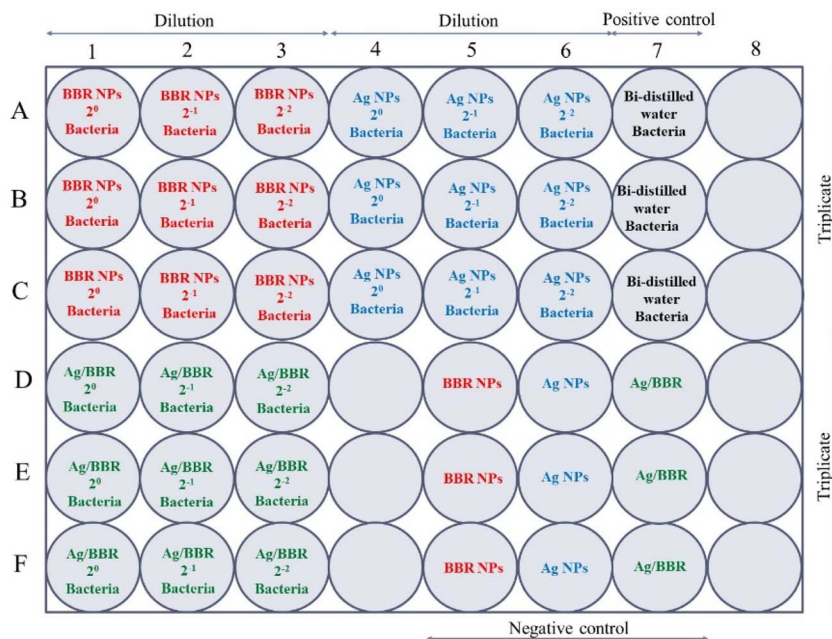 Dilution Dilution Positive control
1 2 3 4 5 6 7 8
A
BBR NPs BBR NPs BBR NPs Ag NPs Ag NPs Ag NPs Bi-distilled
2⁰ 2⁻¹ 2⁻² 2⁰ 2⁻¹ 2⁻² water
Bacteria Bacteria Bacteria Bacteria Bacteria Bacteria Bacteria
B
BBR NPs BBR NPs BBR NPs Ag NPs Ag NPs Ag NPs Bi-distilled
2⁰ 2⁻¹ 2⁻² 2⁰ 2⁻¹ 2⁻² water
Bacteria Bacteria Bacteria Bacteria Bacteria Bacteria Bacteria
Triplicate
C
BBR NPs BBR NPs BBR NPs Ag NPs Ag NPs Ag NPs Bi-distilled
2⁰ 2⁻¹ 2⁻² 2⁰ 2⁻¹ 2⁻² water
Bacteria Bacteria Bacteria Bacteria Bacteria Bacteria Bacteria
D
Ag/BBR Ag/BBR Ag/BBR BBR NPs Ag NPs Ag/BBR
2⁰ 2⁻¹ 2⁻²
Bacteria Bacteria Bacteria
E
Ag/BBR Ag/BBR Ag/BBR BBR NPs Ag NPs Ag/BBR
2⁰ 2⁻¹ 2⁻²
Bacteria Bacteria Bacteria
Triplicate
F
Ag/BBR Ag/BBR Ag/BBR BBR NPs Ag NPs Ag/BBR
2⁰ 2⁻¹ 2⁻²
Bacteria Bacteria Bacteria
Negative control